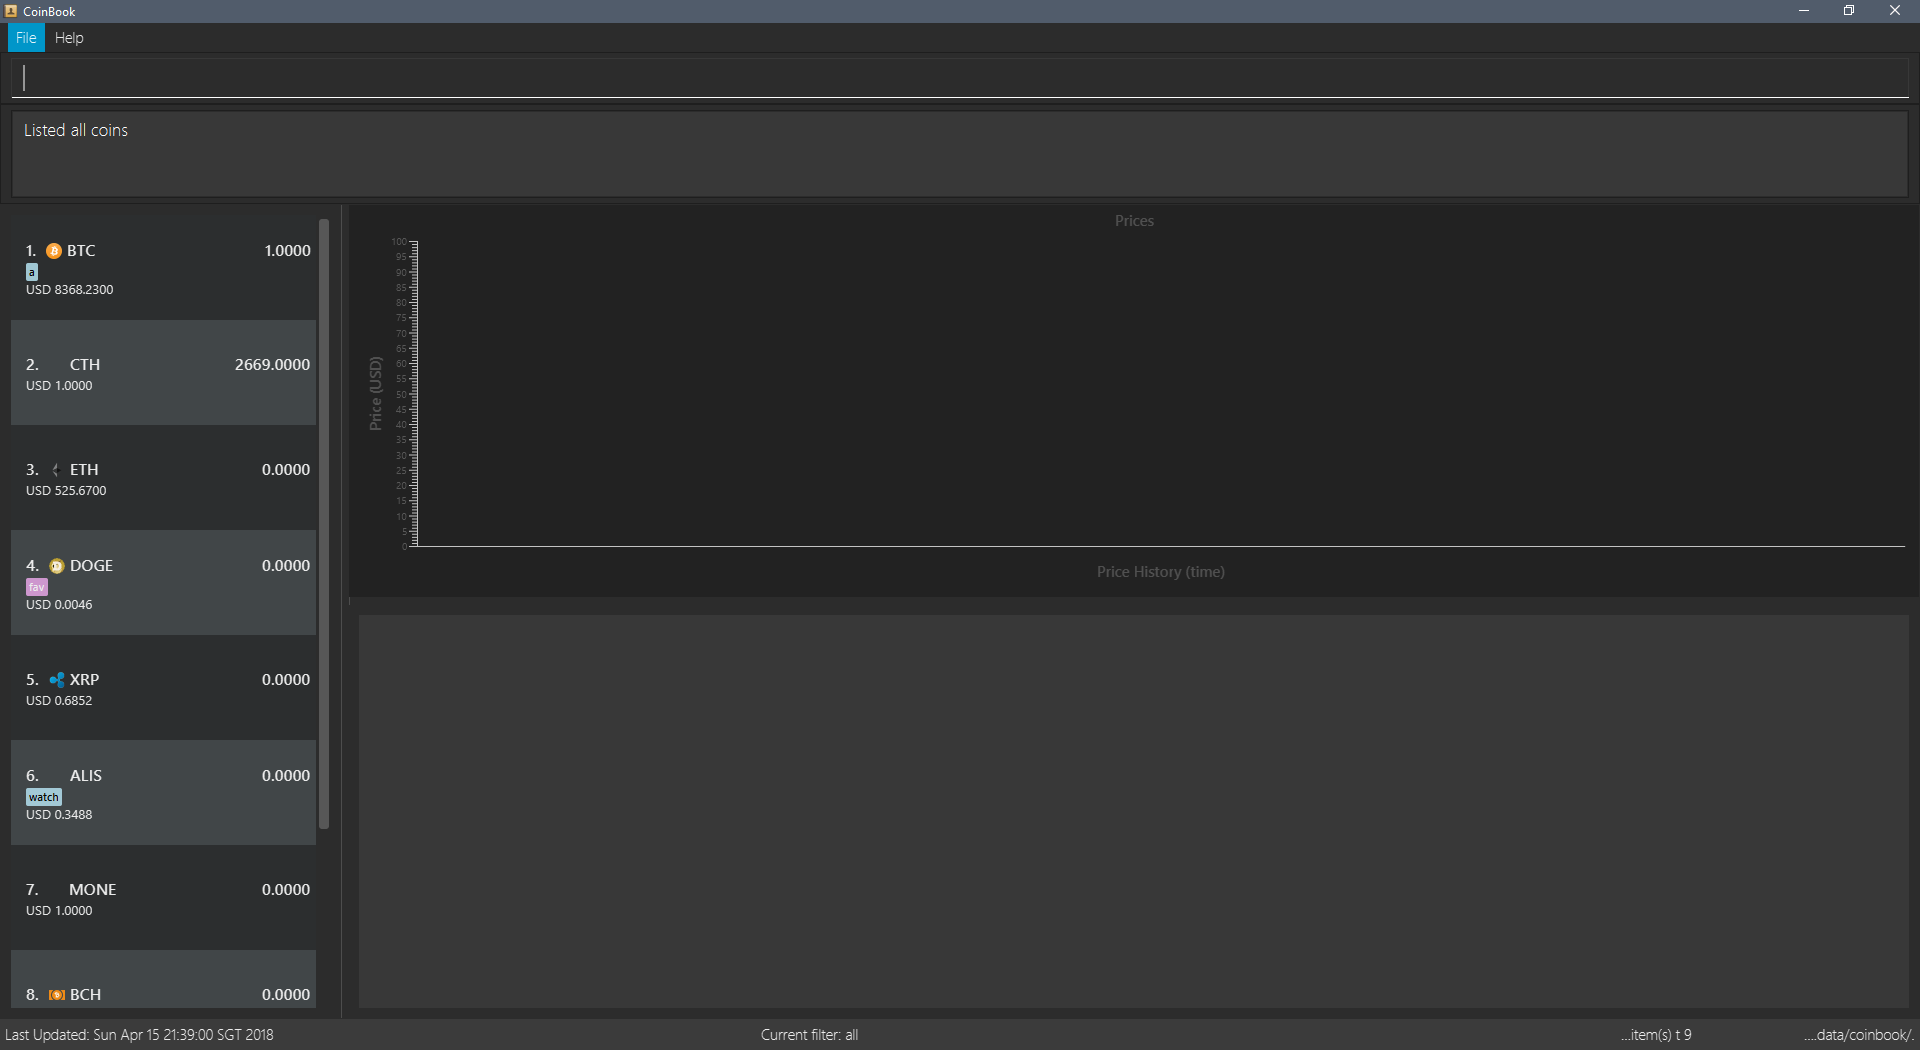 CoinBook
File Help
Listed all coins
1. BTC 1.0000
a
USD 8368.2300
2. CTH 2669.0000
USD 1.0000
3. ETH 0.0000
USD 525.6700
4. DOGE 0.0000
fav
USD 0.0046
5. XRP 0.0000
USD 0.6852
6. ALIS 0.0000
watch
USD 0.3488
7. MONE 0.0000
USD 1.0000
8. BCH 0.0000
Prices
Price (USD)
100
95
90
85
80
75
70
65
60
55
50
45
40
35
30
25
20
15
10
5
0
Price History (time)
Last Updated: Sun Apr 15 21:39:00 SGT 2018 Current filter: all ...item(s) t 9 ....data/coinbook/.